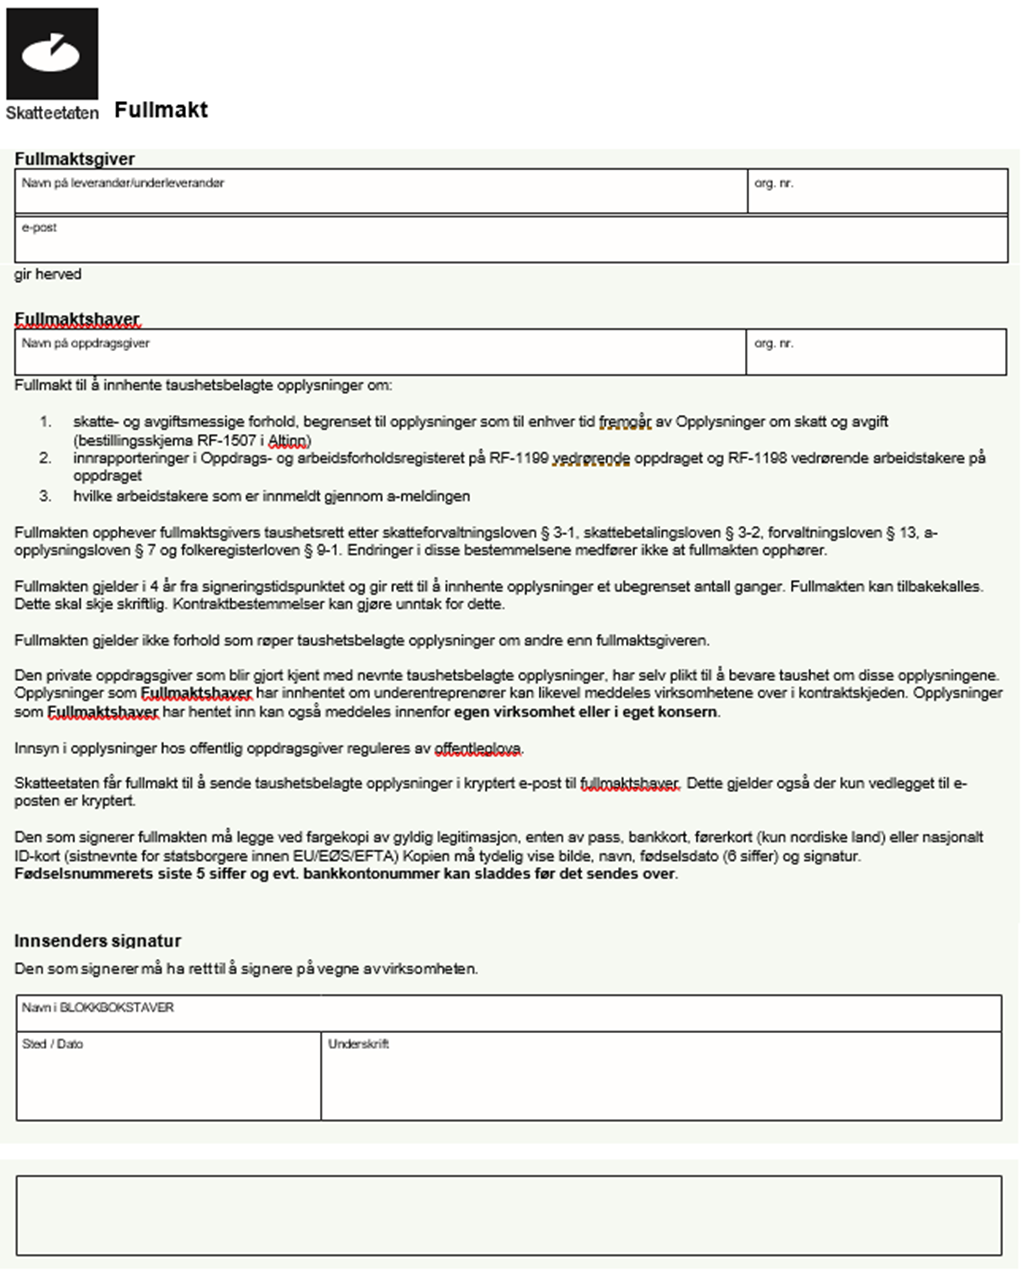 Skatteetaten Fullmakt
Fullmaktsgiver
Navn på leverandør/underleverandør org. nr.
e-post
gir herved
Fullmaktshaver
Navn på oppdragsgiver org. nr.
Fullmakt til å innhente taushetsbelagte opplysninger om:
1. skatte- og avgiftsmessige forhold, begrenset til opplysninger som til enhver tid fremgår av Opplysninger om skatt og avgift
(bestillingsskjema RF-1507 i Altinn)
2. innrapporteringer i Oppdrags- og arbeidsforholdsregisteret på RF-1199 vedrørende oppdraget og RF-1198 vedrørende arbeidstakere på
oppdraget
3. hvilke arbeidstakere som er innmeldt gjennom a-meldingen
Fullmakten opphever fullmaktsgivers taushetsrett etter skatteforvaltningsloven § 3-1, skattebetalingsloven § 3-2, forvaltningsloven § 13, a-
opplysningsloven § 7 og folkeregisterloven § 9-1. Endringer i disse bestemmelsene medfører ikke at fullmakten opphører.
Fullmakten gjelder i 4 år fra signeringstidspunktet og gir rett til å innhente opplysninger et ubegrenset antall ganger. Fullmakten kan tilbakekalles.
Dette skal skje skriftlig. Kontraktbestemmelser kan gjøre unntak for dette.
Fullmakten gjelder ikke forhold som røper taushetsbelagte opplysninger om andre enn fullmaktsgiveren.
Den private oppdragsgiver som blir gjort kjent med nevnte taushetsbelagte opplysninger, har selv plikt til å bevare taushet om disse opplysningene.
Opplysninger som Fullmaktshaver har innhentet om underentreprenører kan likevel meddeles virksomhetene over i kontraktskjeden. Opplysninger
som Fullmaktshaver har hentet inn kan også meddeles innenfor egen virksomhet eller i eget konsern.
Innsyn i opplysninger hos offentlig oppdragsgiver reguleres av offentleglova.
Skatteetaten får fullmakt til å sende taushetsbelagte opplysninger i kryptert e-post til fullmaktshaver. Dette gjelder også der kun vedlegget til e-
posten er kryptert.
Den som signerer fullmakten må legge ved fargekopi av gyldig legitimasjon, enten av pass, bankkort, førerkort (kun nordiske land) eller nasjonalt
ID-kort (sistnevnte for statsborgere innen EU/EØS/EFTA) Kopien må tydelig vise bilde, navn, fødselsdato (6 siffer) og signatur.
Fødselsnummerets siste 5 siffer og evt. bankkontonummer kan sladdes før det sendes over.
Innsenders signatur
Den som signerer må ha rett til å signere på vegne av virksomheten.
Navn i BLOKKBOKSTAVER
Sted / Dato Underskrift